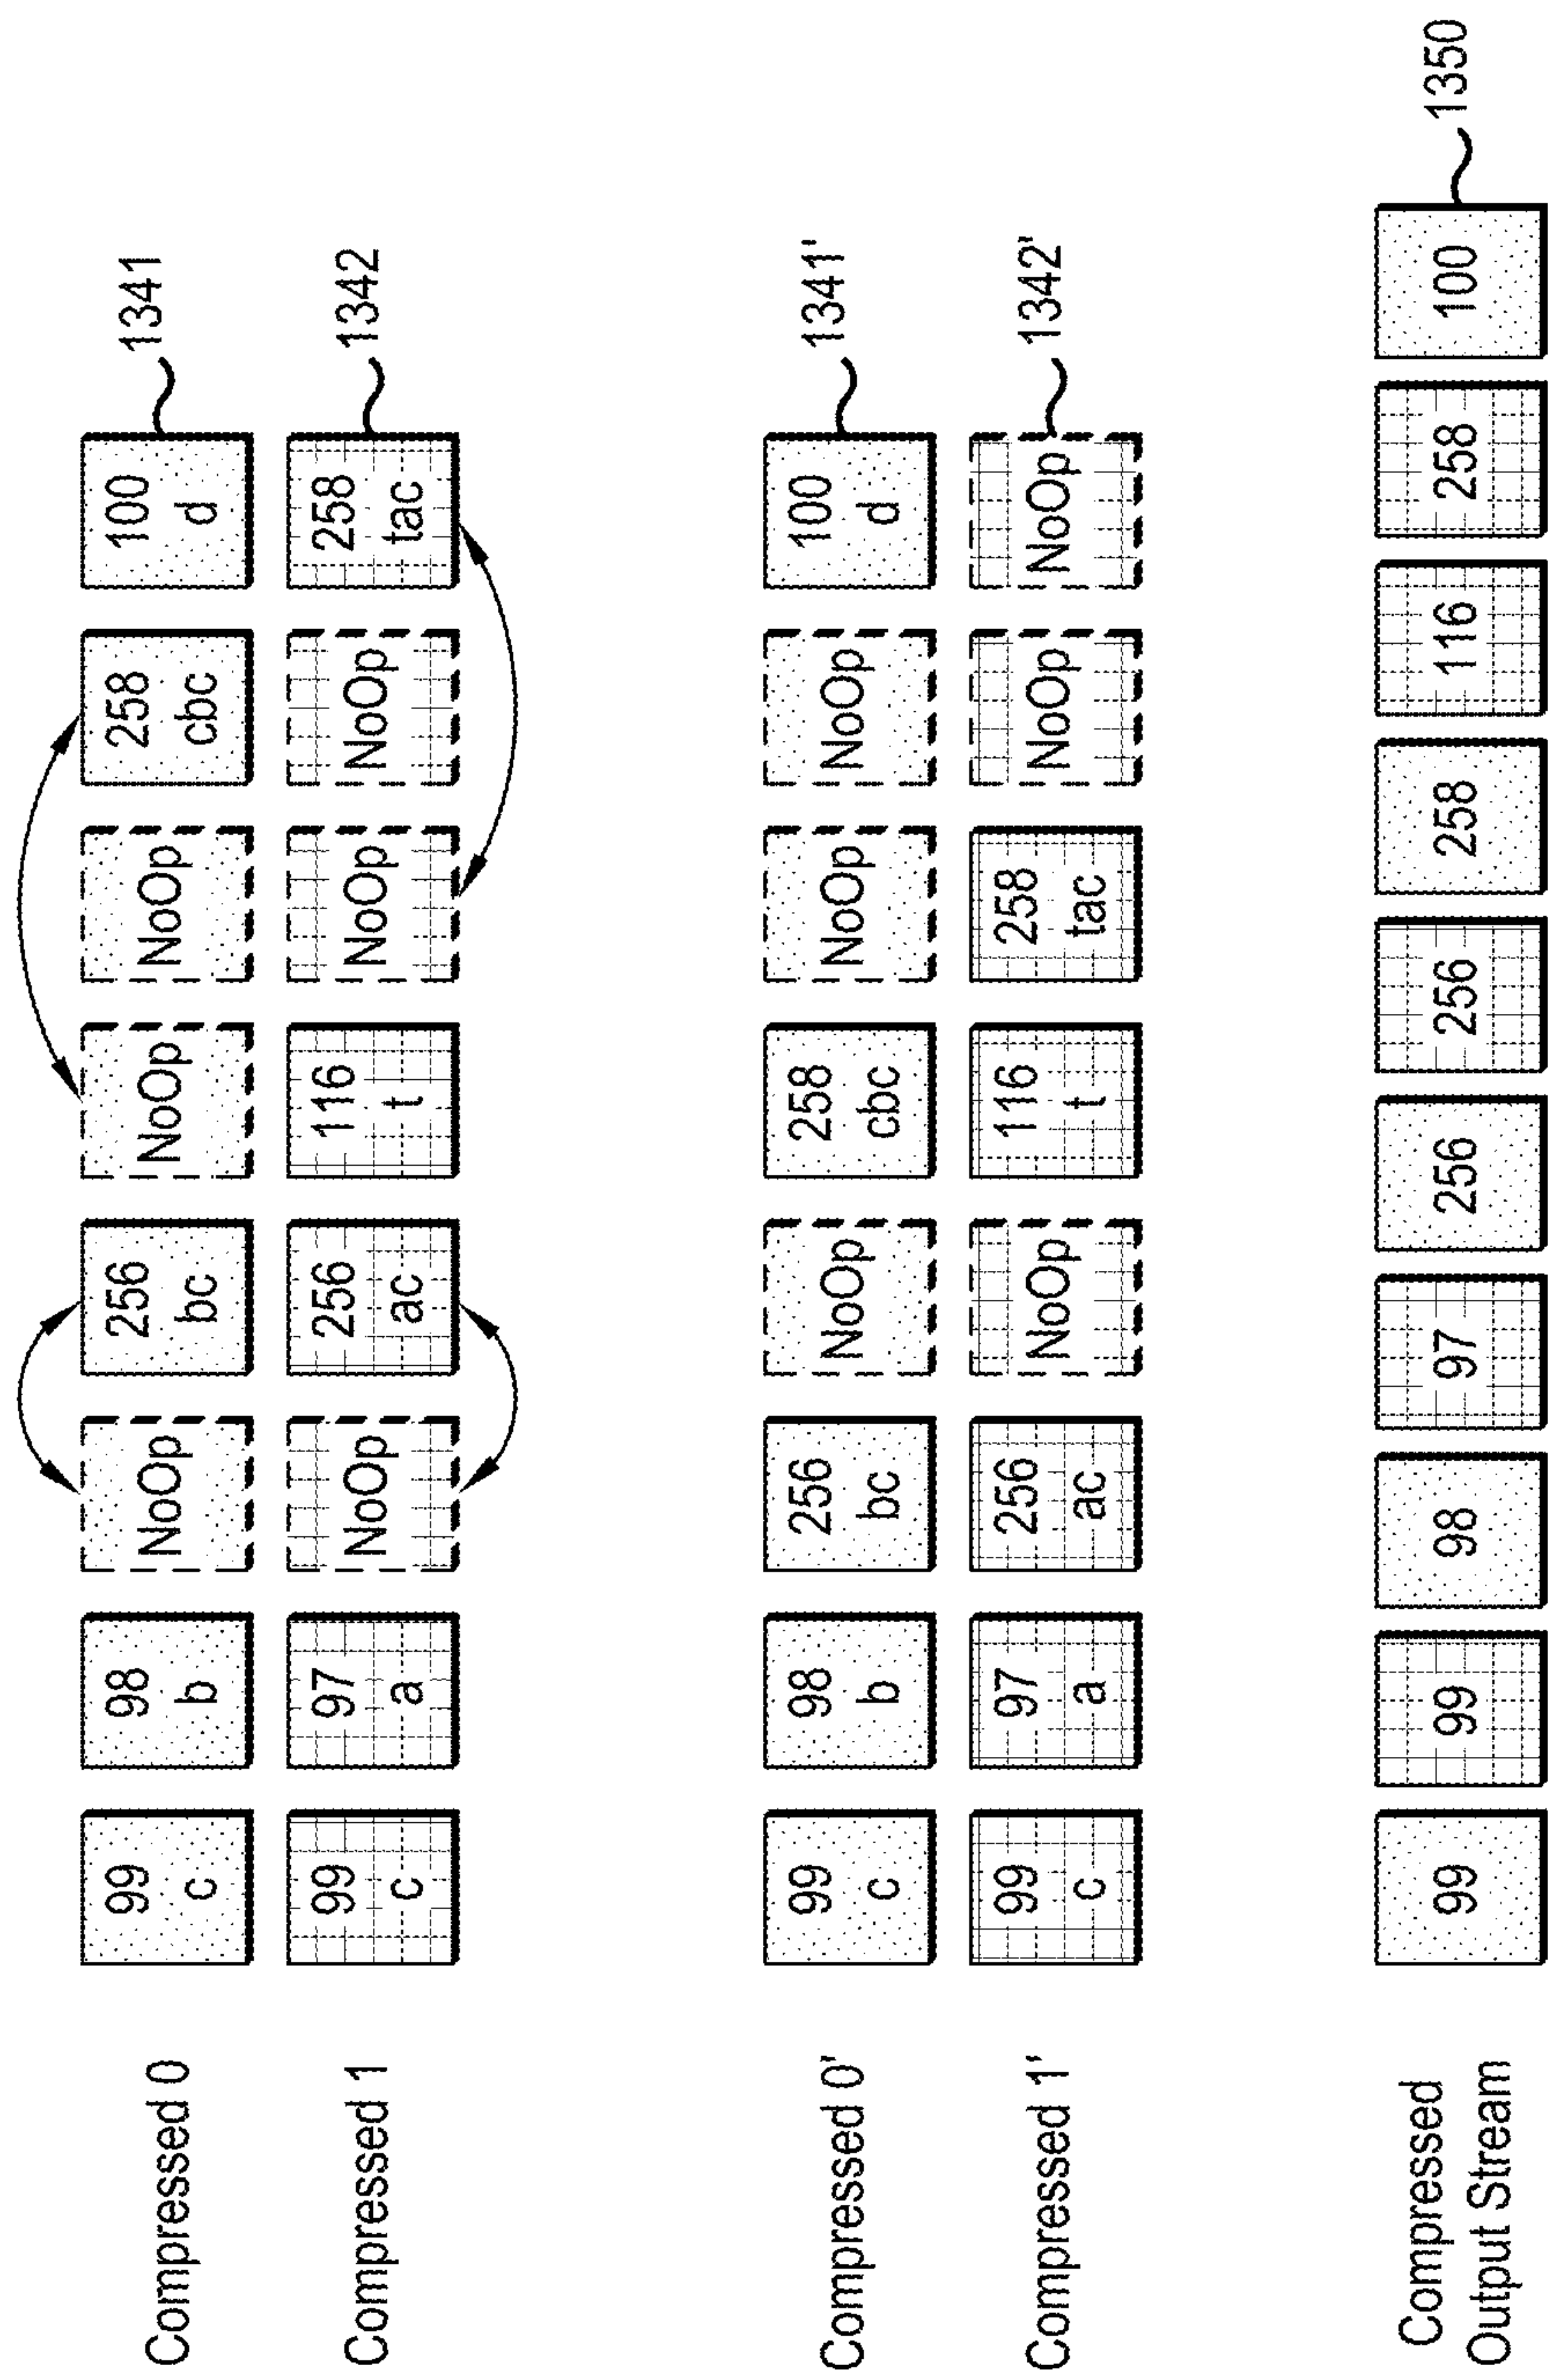 Compressed 0
99
c
98
b
NoOp
256
bc
NoOp
NoOp
258
cbc
100
d
1341
Compressed 1
99
c
97
a
NoOp
256
ac
116
t
NoOp
NoOp
258
tac
1342
Compressed 0'
99
c
98
b
256
bc
NoOp
258
cbc
NoOp
NoOp
100
d
1341'
Compressed 1'
99
c
97
a
256
ac
NoOp
116
t
258
tac
NoOp
NoOp
1342'
Compressed
Output Stream
99
99
98
97
256
256
258
116
258
100
1350